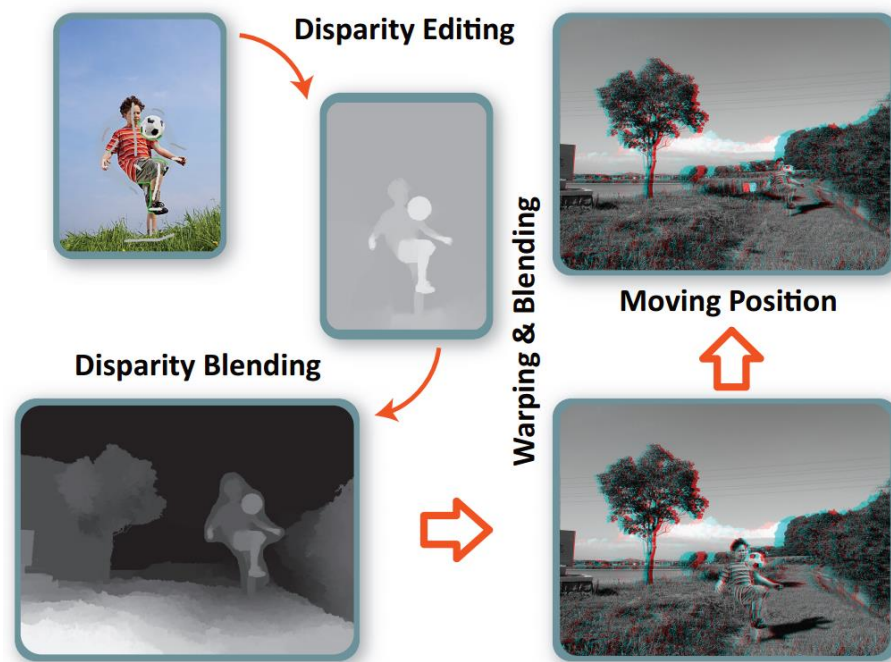 Disparity Editing
Disparity Blending
Warping & Blending
Moving Position